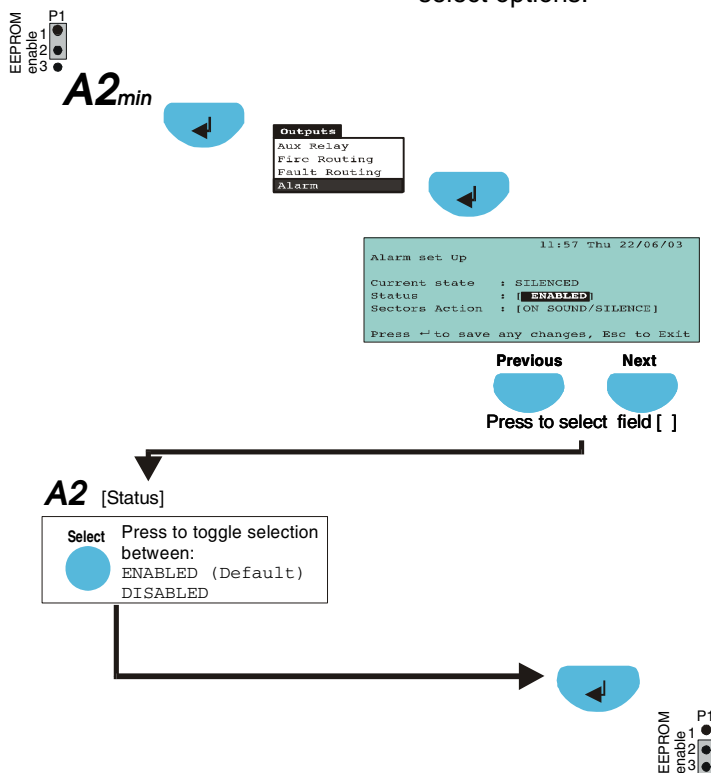 select options.
P1
EEPROM
enable
1
2
3
A2min
Outputs
Aux Relay
Fire Routing
Fault Routing
Alarm
11:57 Thu 22/06/03
Alarm set Up
Current state : SILENCED
Status : [ ENABLED]
Sectors Action : [ON SOUND/SILENCE]
Press ↵ to save any changes, Esc to Exit
Previous Next
Press to select field [ ]
A2 [Status]
Select Press to toggle selection
between:
ENABLED (Default)
DISABLED
P1
EEPROM
enable
1
2
3